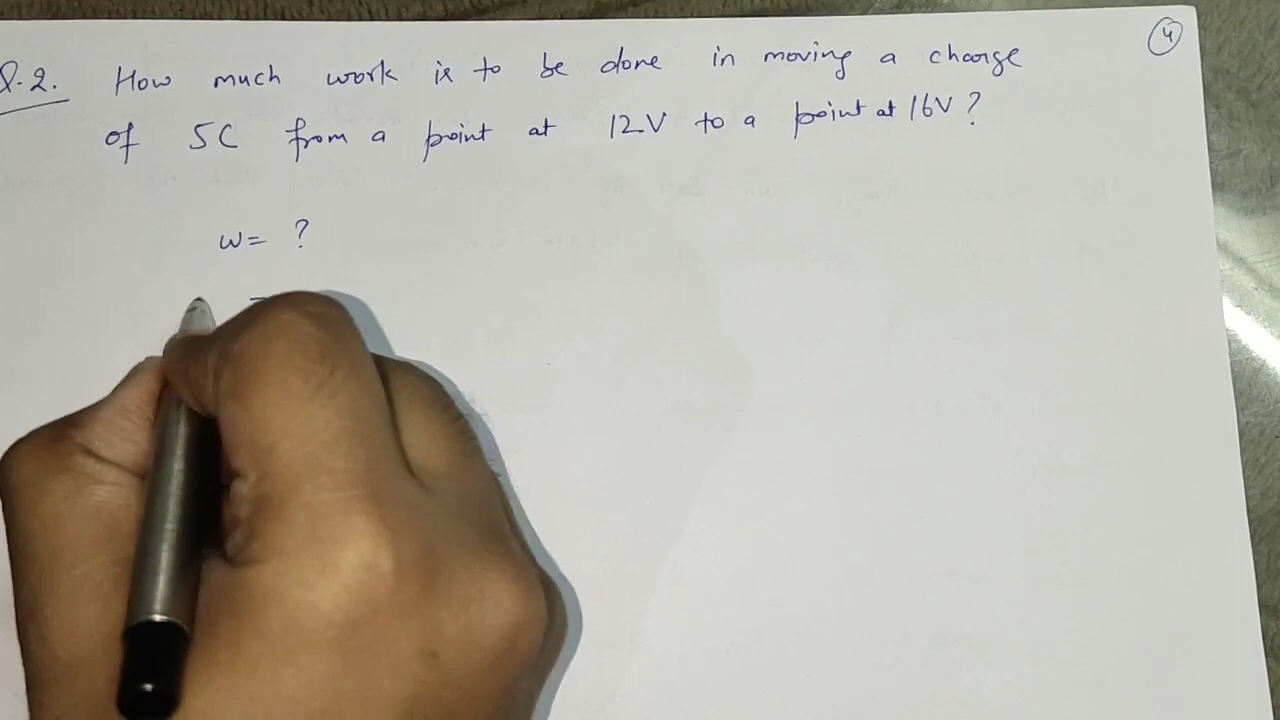 Q.2. How much work is to be done in moving a charge
of 5C from a point at 12V to a point at 16V ?
w = ?
4